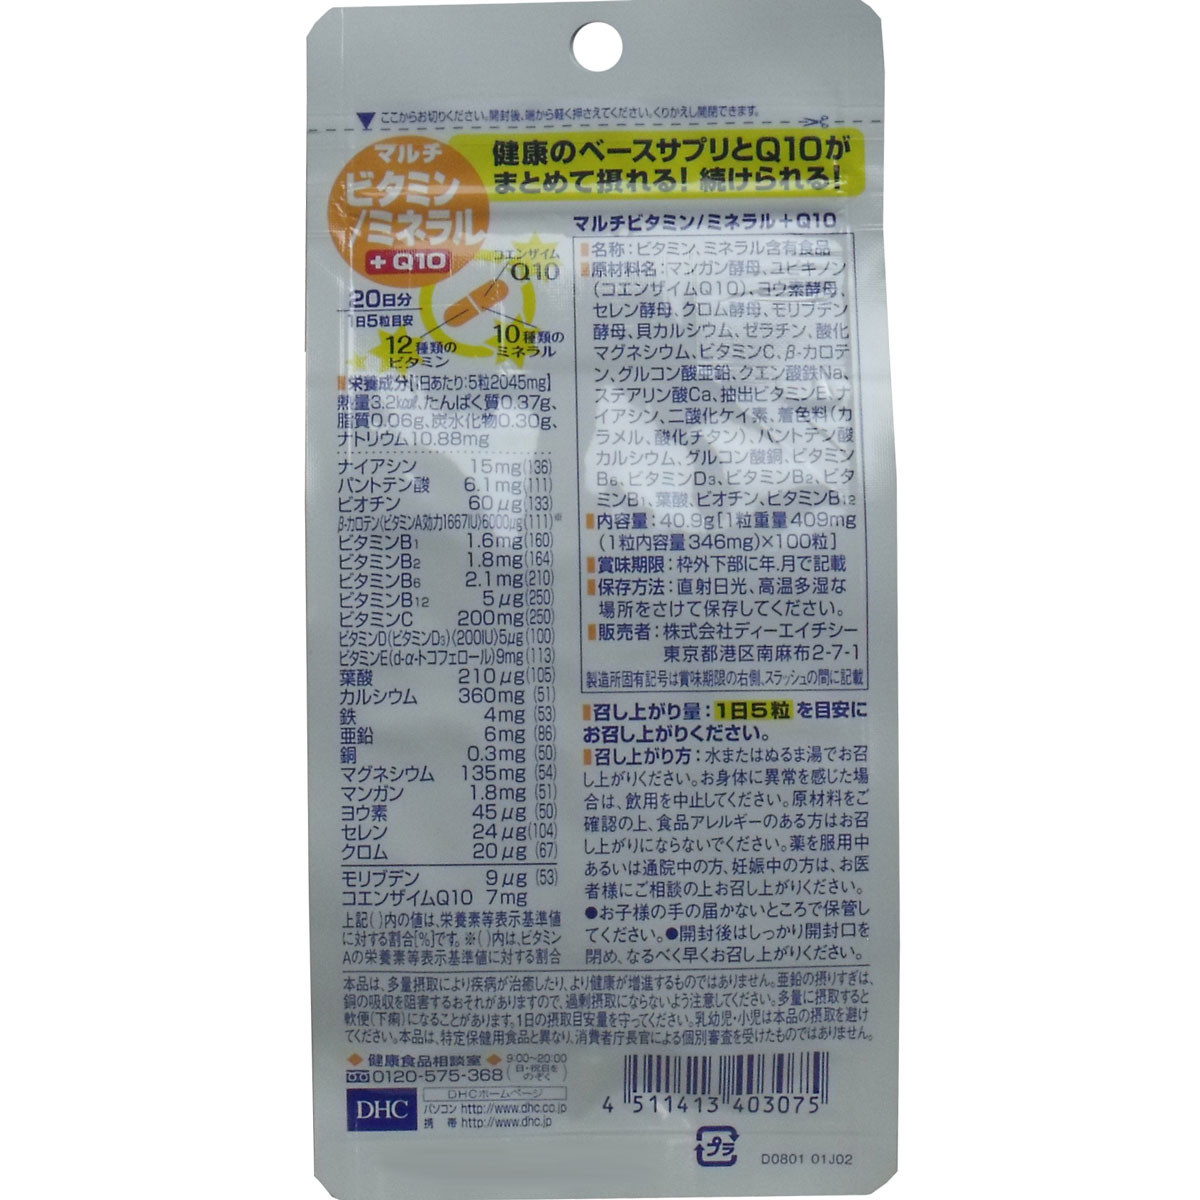 ここからお切りください。開封後、端から軽く押さえてください。くりかえし開閉できます。
マルチ
ビタミン
/ミネラル
+Q10
健康のベースサプリとQ10が
まとめて摂れる!続けられる!
コエンザイム
Q10
20日分
1日5粒目安
12種類の
ビタミン
10種類の
ミネラル
栄養成分[1日あたり:5粒2045mg]
熱量3.2kcal、たんぱく質0.37g、
脂質0.06g、炭水化物0.30g、
ナトリウム10.88mg
ナイアシン 15mg(136)
パントテン酸 6.1mg(111)
ビオチン 60μg(133)
β-カロテン(ビタミンA効力1667IU)6000μg(111)※
ビタミンB1 1.6mg(160)
ビタミンB2 1.8mg(164)
ビタミンB6 2.1mg(210)
ビタミンB12 5μg(250)
ビタミンC 200mg(250)
ビタミンD(ビタミンD3)(200IU)5μg(100)
ビタミンE(d-α-トコフェロール)9mg(113)
葉酸 210μg(105)
カルシウム 360mg(51)
鉄 4mg(53)
亜鉛 6mg(86)
銅 0.3mg(50)
マグネシウム 135mg(54)
マンガン 1.8mg(51)
ヨウ素 45μg(50)
セレン 24μg(104)
クロム 20μg(67)
モリブデン 9μg(53)
コエンザイムQ10 7mg
上記( )内の値は、栄養素等表示基準値
に対する割合[%]です。※( )内は、ビタミン
Aの栄養素等表示基準値に対する割合
マルチビタミン/ミネラル+Q10
名称:ビタミン、ミネラル含有食品
原材料名:マンガン酵母、ユビキノン
(コエンザイムQ10)、ヨウ素酵母、
セレン酵母、クロム酵母、モリブデン
酵母、貝カルシウム、ゼラチン、酸化
マグネシウム、ビタミンC、β-カロテ
ン、グルコン酸亜鉛、クエン酸鉄Na、
ステアリン酸Ca、抽出ビタミンE、ナ
イアシン、二酸化ケイ素、着色料(カ
ラメル、酸化チタン)、パントテン酸
カルシウム、グルコン酸銅、ビタミン
B6、ビタミンD3、ビタミンB2、ビタ
ミンB1、葉酸、ビオチン、ビタミンB12
内容量:40.9g[1粒重量409mg
(1粒内容量346mg)×100粒]
賞味期限:枠外下部に年.月で記載
保存方法:直射日光、高温多湿な
場所をさけて保存してください。
販売者:株式会社ディーエイチシー
東京都港区南麻布2-7-1
製造所固有記号は賞味期限の右側、スラッシュの間に記載
召し上がり量:1日5粒を目安に
お召し上がりください。
召し上がり方:水またはぬるま湯でお召
し上がりください。お身体に異常を感じた場
合は、飲用を中止してください。原材料をご
確認の上、食品アレルギーのある方はお召
し上がりにならないでください。薬を服用中
あるいは通院中の方、妊娠中の方は、お医
者様にご相談の上お召し上がりください。
●お子様の手の届かないところで保管し
てください。●開封後はしっかり開封口を
閉め、なるべく早くお召し上がりください。
本品は、多量摂取により疾病が治癒したり、より健康が増進するものではありません。亜鉛の摂りすぎは、
銅の吸収を阻害するおそれがありますので、過剰摂取にならないよう注意してください。多量に摂取すると
軟便(下痢)になることがあります。1日の摂取目安量を守ってください。乳幼児・小児は本品の摂取を避け
てください。本品は、特定保健用食品と異なり、消費者庁長官による個別審査を受けたものではありません。
健康食品相談室
0120-575-368
9:00〜20:00
(日・祝日を
のぞく)
DHC
DHCホームページ
パソコン http://www.dhc.co.jp
携帯 http://www.dhc.jp
4 511413 403075
プラ
D0801 01J02